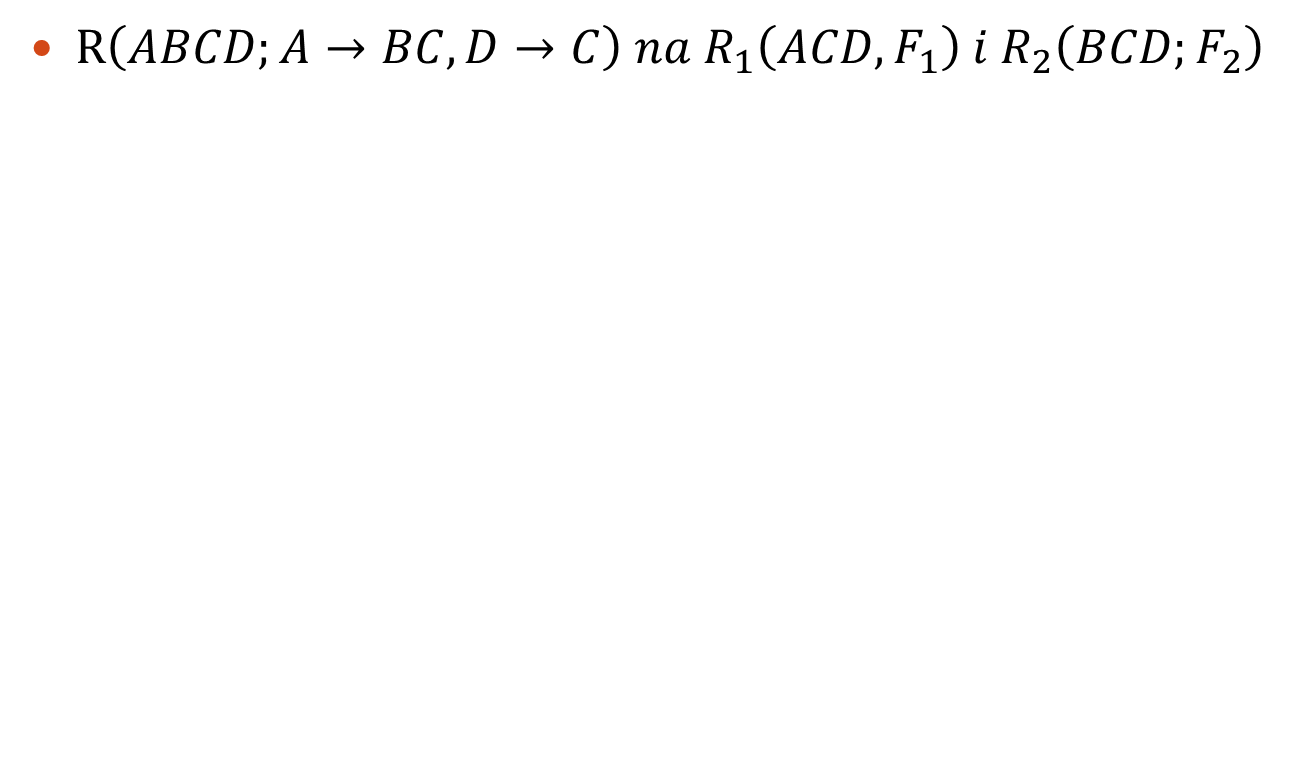 • R(ABCD; A → BC, D → C) na R₁(ACD, F₁) i R₂(BCD; F₂)